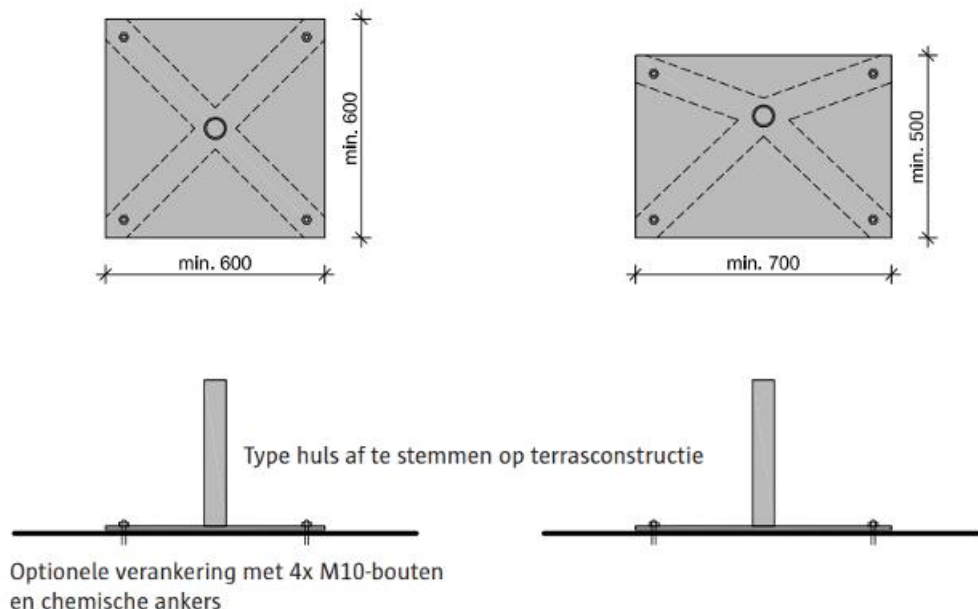 min. 600
min. 600
min. 500
min. 700
Type huls af te stemmen op terrasconstructie
Optionele verankering met 4x M10-bouten
en chemische ankers